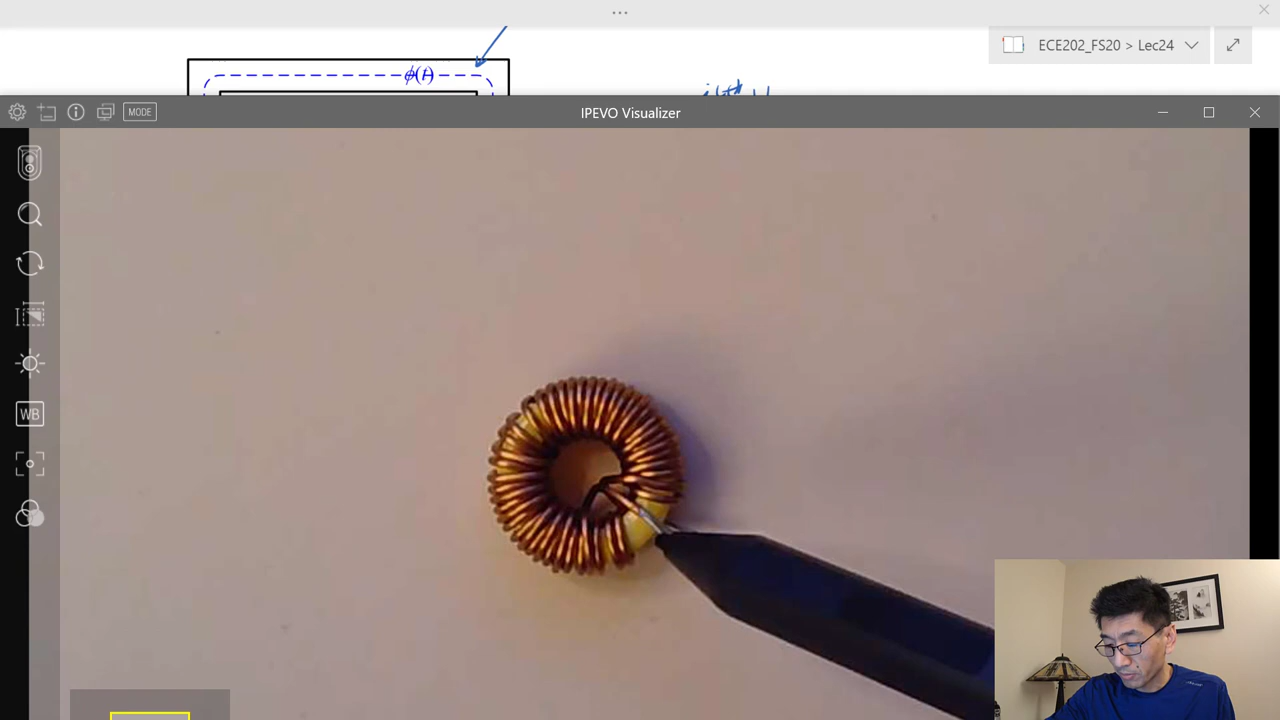 ECE202_FS20 > Lec24
ϕ(t)
MODE
IPEVO Visualizer
WB